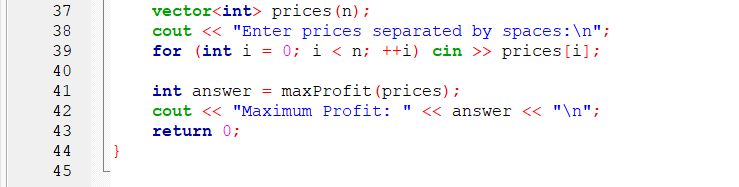 37 vector<int> prices(n);
38 cout << "Enter prices separated by spaces:\n";
39 for (int i = 0; i < n; ++i) cin >> prices[i];
40
41 int answer = maxProfit(prices);
42 cout << "Maximum Profit: " << answer << "\n";
43 return 0;
44 }
45